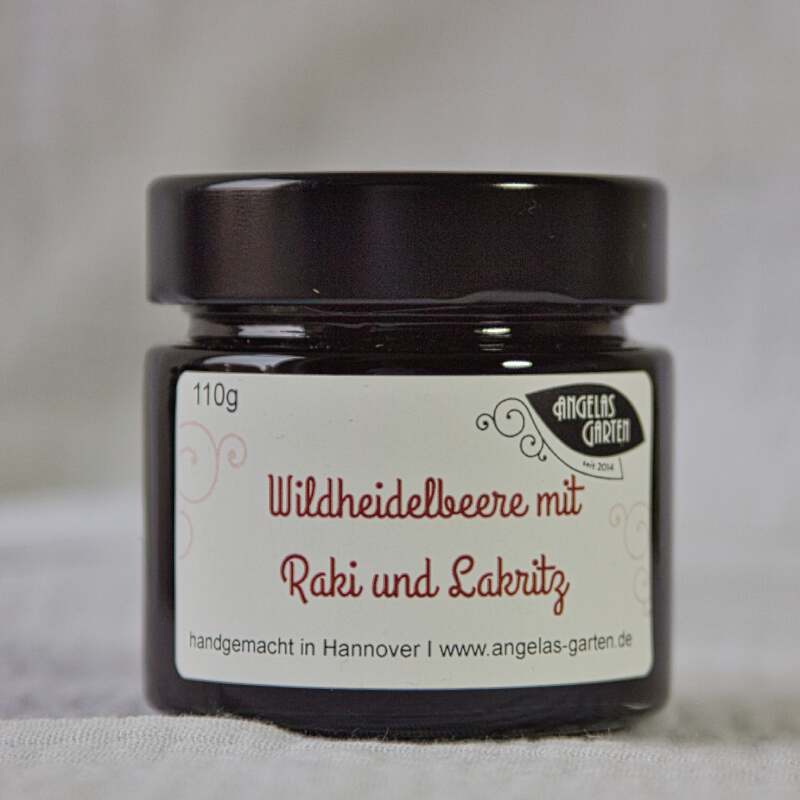 110g
ANGELAS
GARTEN
seit 2014
Wildheidelbeere mit
Raki und Lakritz
handgemacht in Hannover I www.angelas-garten.de